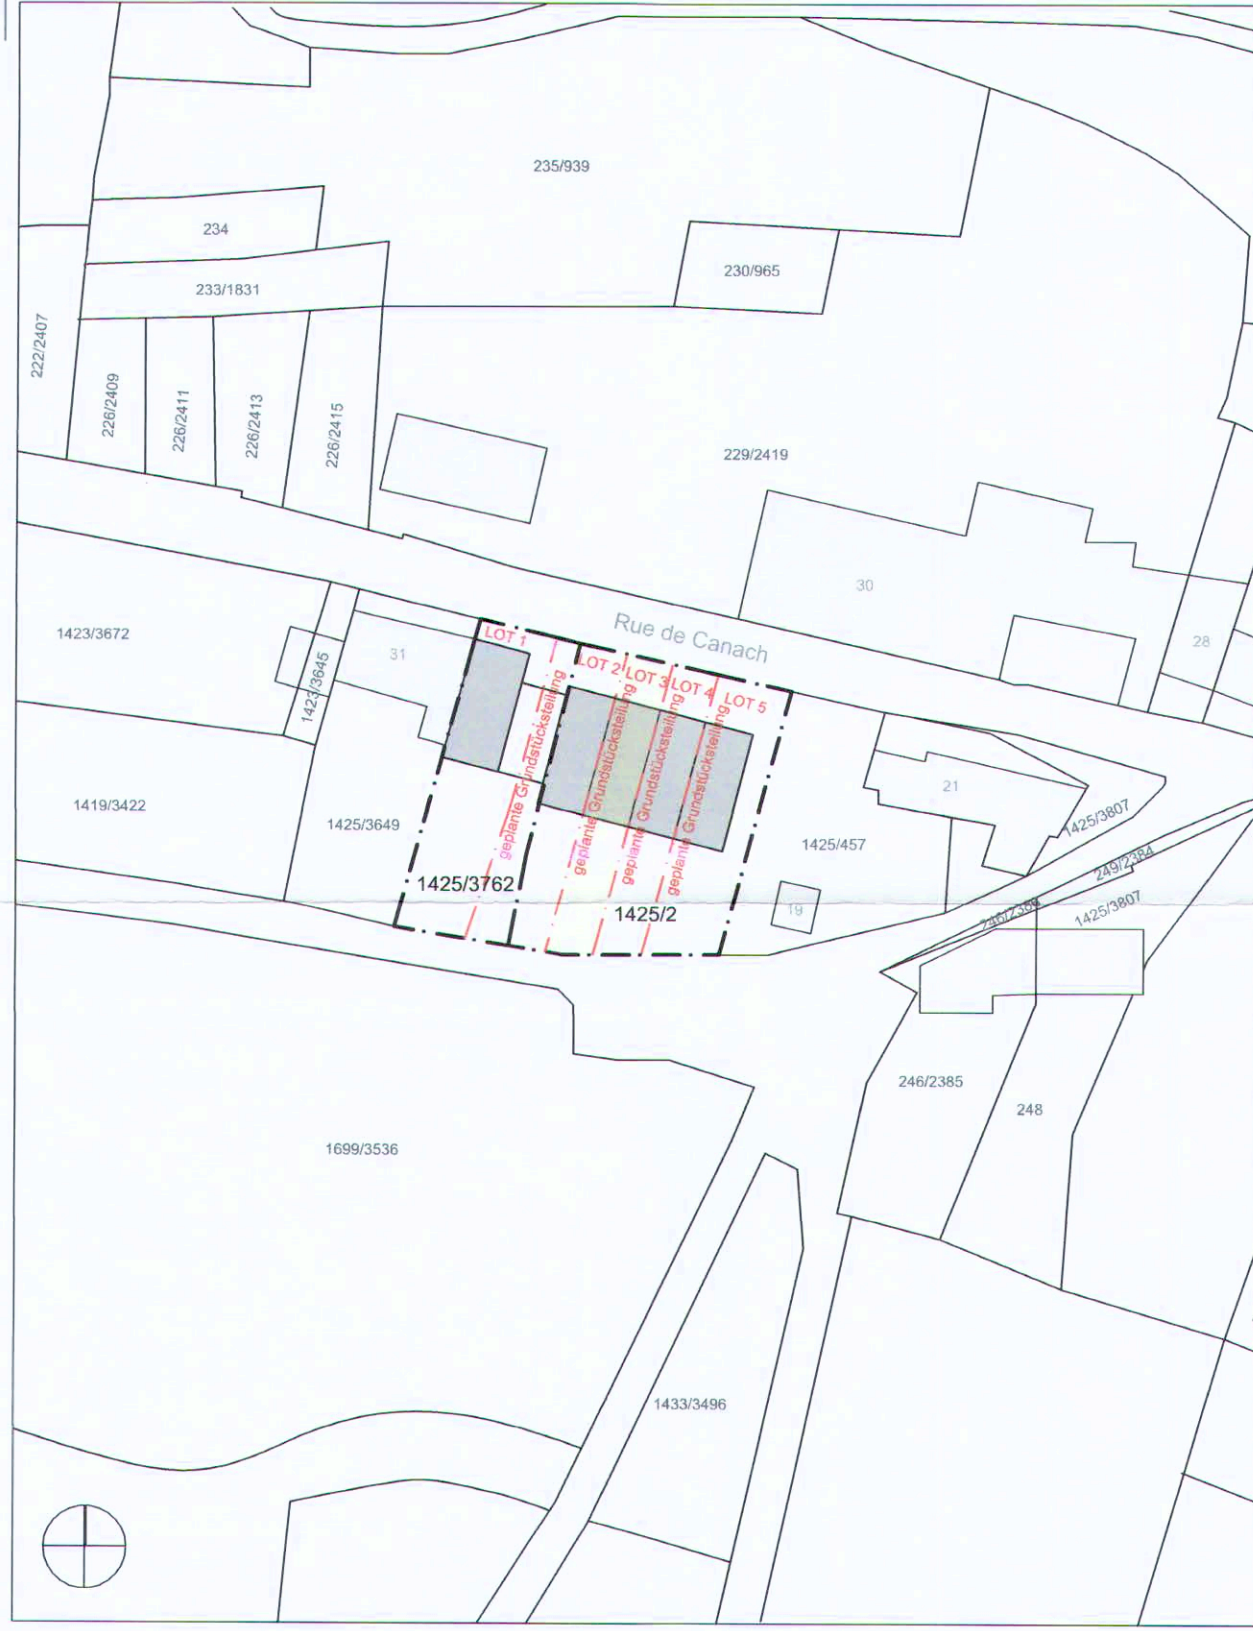 235/939
234
230/965
233/1831
222/2407
226/2409
226/2411
226/2413
226/2415
229/2419
30
Rue de Canach
1423/3672
1423/3645
31
28
LOT 1
LOT 2
LOT 3
LOT 4
LOT 5
geplante Grundstücksteilung
geplante Grundstücksteilung
geplante Grundstücksteilung
geplante Grundstücksteilung
21
1419/3422
1425/3649
1425/457
1425/3807
249/2384
1425/3762
1425/2
19
1425/3807
246/2385
248
1699/3536
1433/3496